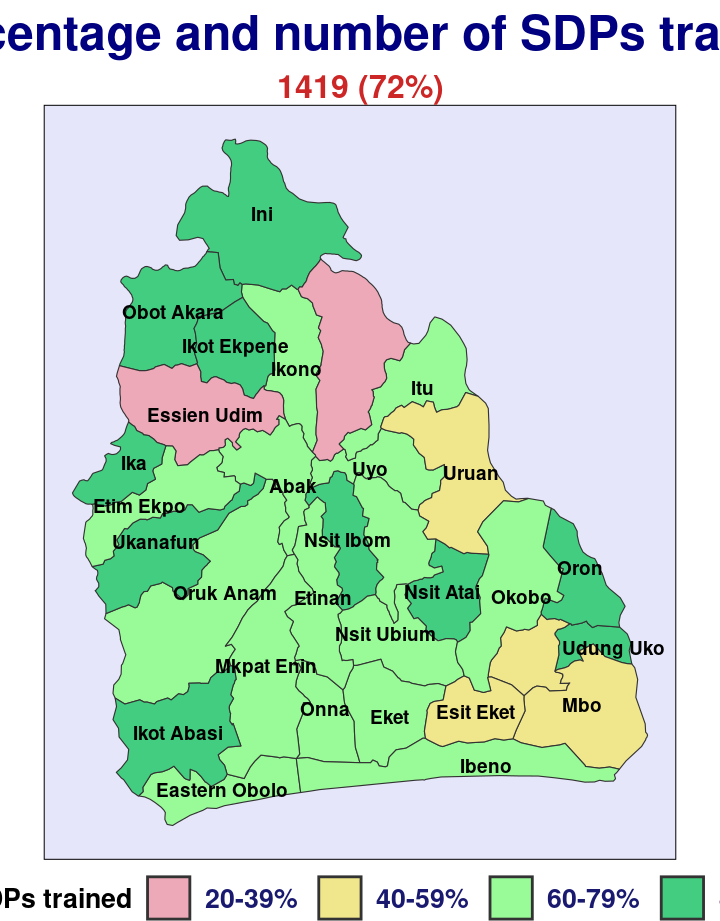 centage and number of SDPs tra
1419 (72%)
Ini
Obot Akara
Ikot Ekpene
Ikono
Itu
Essien Udim
Ika
Uyo
Uruan
Abak
Etim Ekpo
Ukanafun
Nsit Ibom
Oron
Oruk Anam
Etinan
Nsit Atai
Okobo
Nsit Ubium
Udung Uko
Mkpat Enin
Onna
Eket
Esit Eket
Mbo
Ikot Abasi
Ibeno
Eastern Obolo
DPs trained 20-39% 40-59% 60-79%